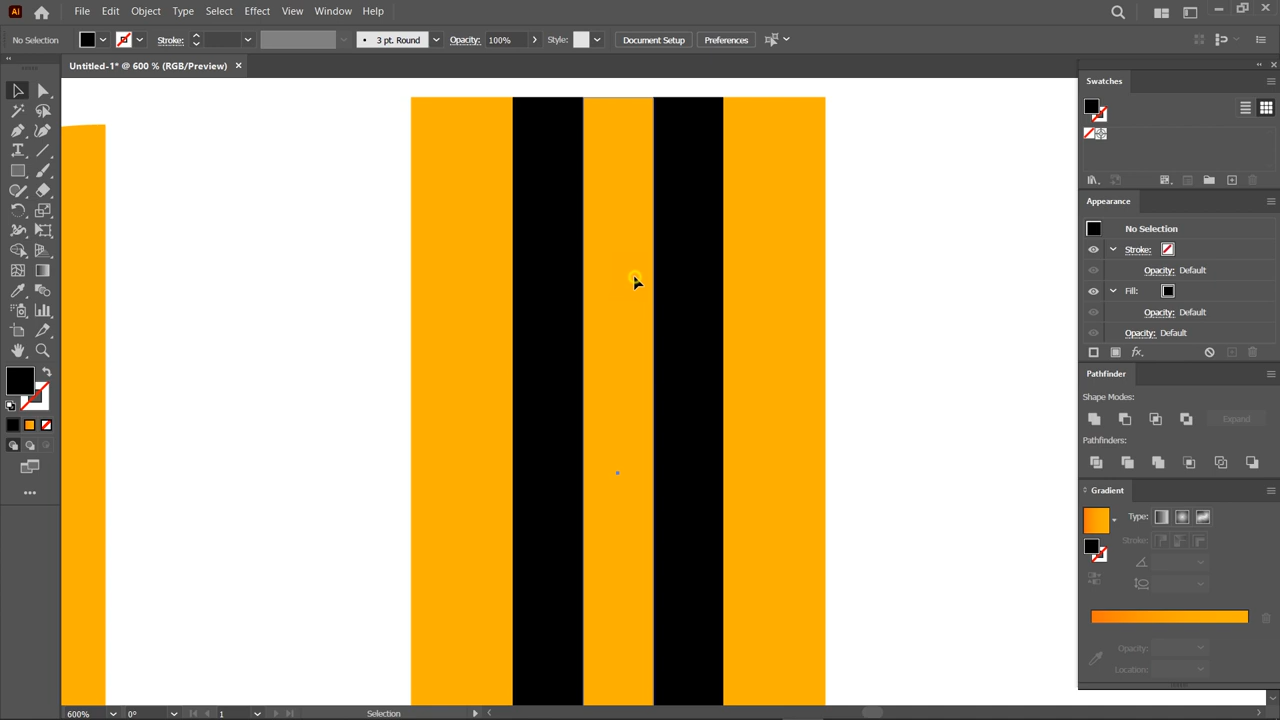 Ai File Edit Object Type Select Effect View Window Help
No Selection Stroke: 3 pt. Round Opacity: 100% Style: Document Setup Preferences
Untitled-1* @ 600 % (RGB/Preview)
Swatches
Appearance
No Selection
Stroke:
Opacity: Default
Fill:
Opacity: Default
Opacity: Default
fx
Pathfinder
Shape Modes:
Expand
Pathfinders:
Gradient
Type:
Stroke:
Opacity:
Location:
600% 0° 1 Selection